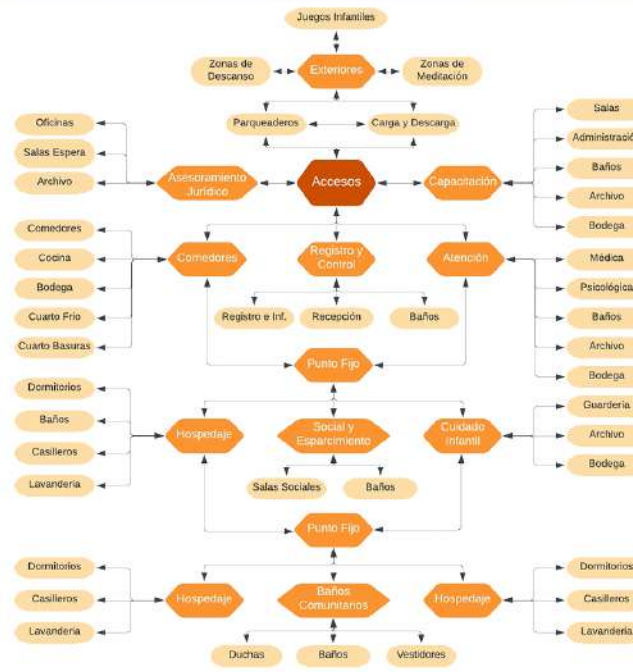 Juegos Infantiles
Zonas de
Descanso
Exteriores
Zonas de
Meditación
Parqueaderos
Carga y Descarga
Oficinas
Salas Espera
Archivo
Asesoramiento
Jurídico
Accesos
Capacitación
Salas
Administració
Baños
Archivo
Bodega
Comedores
Cocina
Bodega
Cuarto Frío
Cuarto Basuras
Comedores
Registro y
Control
Atención
Registro e Inf.
Recepción
Baños
Médica
Psicológica
Baños
Archivo
Bodega
Punto Fijo
Dormitorios
Baños
Casilleros
Lavandería
Hospedaje
Social y
Esparcimiento
Cuidado
Infantil
Salas Sociales
Baños
Guardería
Archivo
Bodega
Punto Fijo
Dormitorios
Casilleros
Lavandería
Hospedaje
Baños
Comunitarios
Hospedaje
Duchas
Baños
Vestidores
Dormitorios
Casilleros
Lavandería